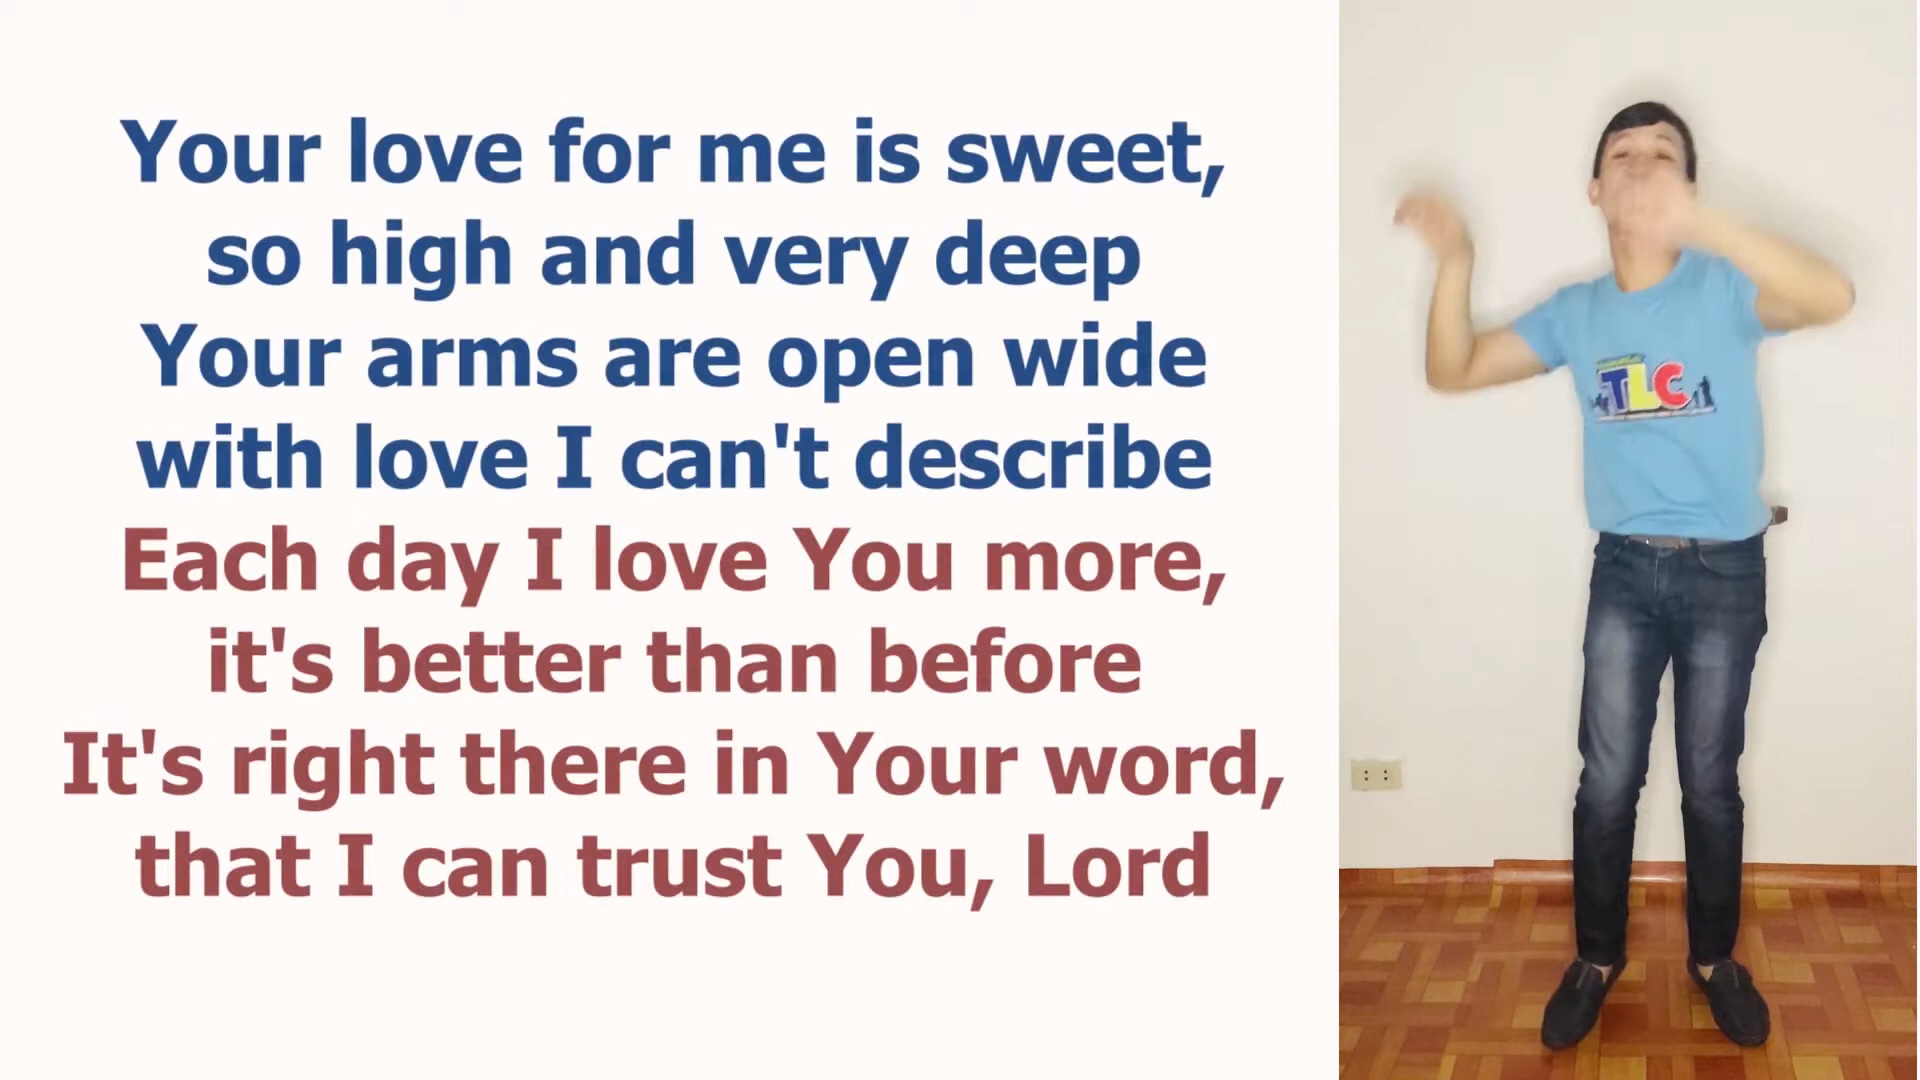 Your love for me is sweet,
so high and very deep
Your arms are open wide
with love I can't describe
Each day I love You more,
it's better than before
It's right there in Your word,
that I can trust You, Lord
TLC